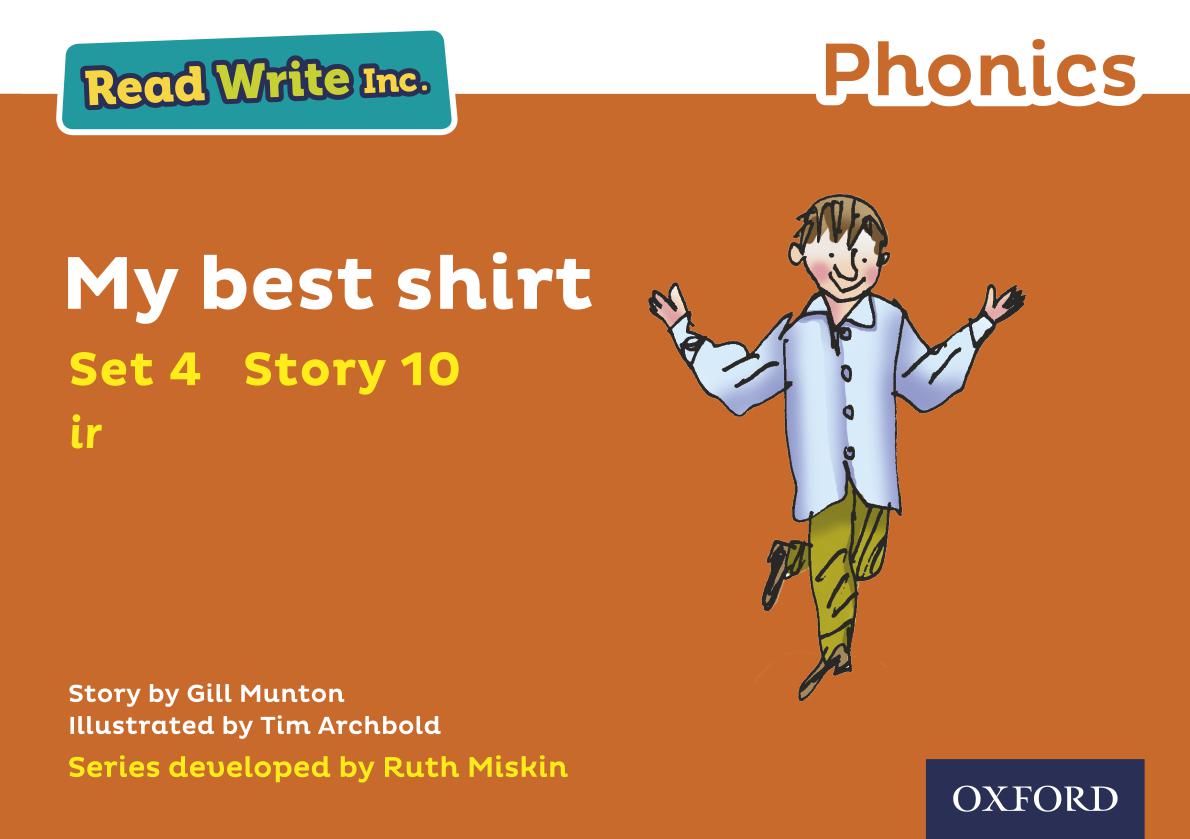 Read Write Inc.
Phonics
My best shirt
Set 4 Story 10
ir
Story by Gill Munton
Illustrated by Tim Archbold
Series developed by Ruth Miskin
OXFORD